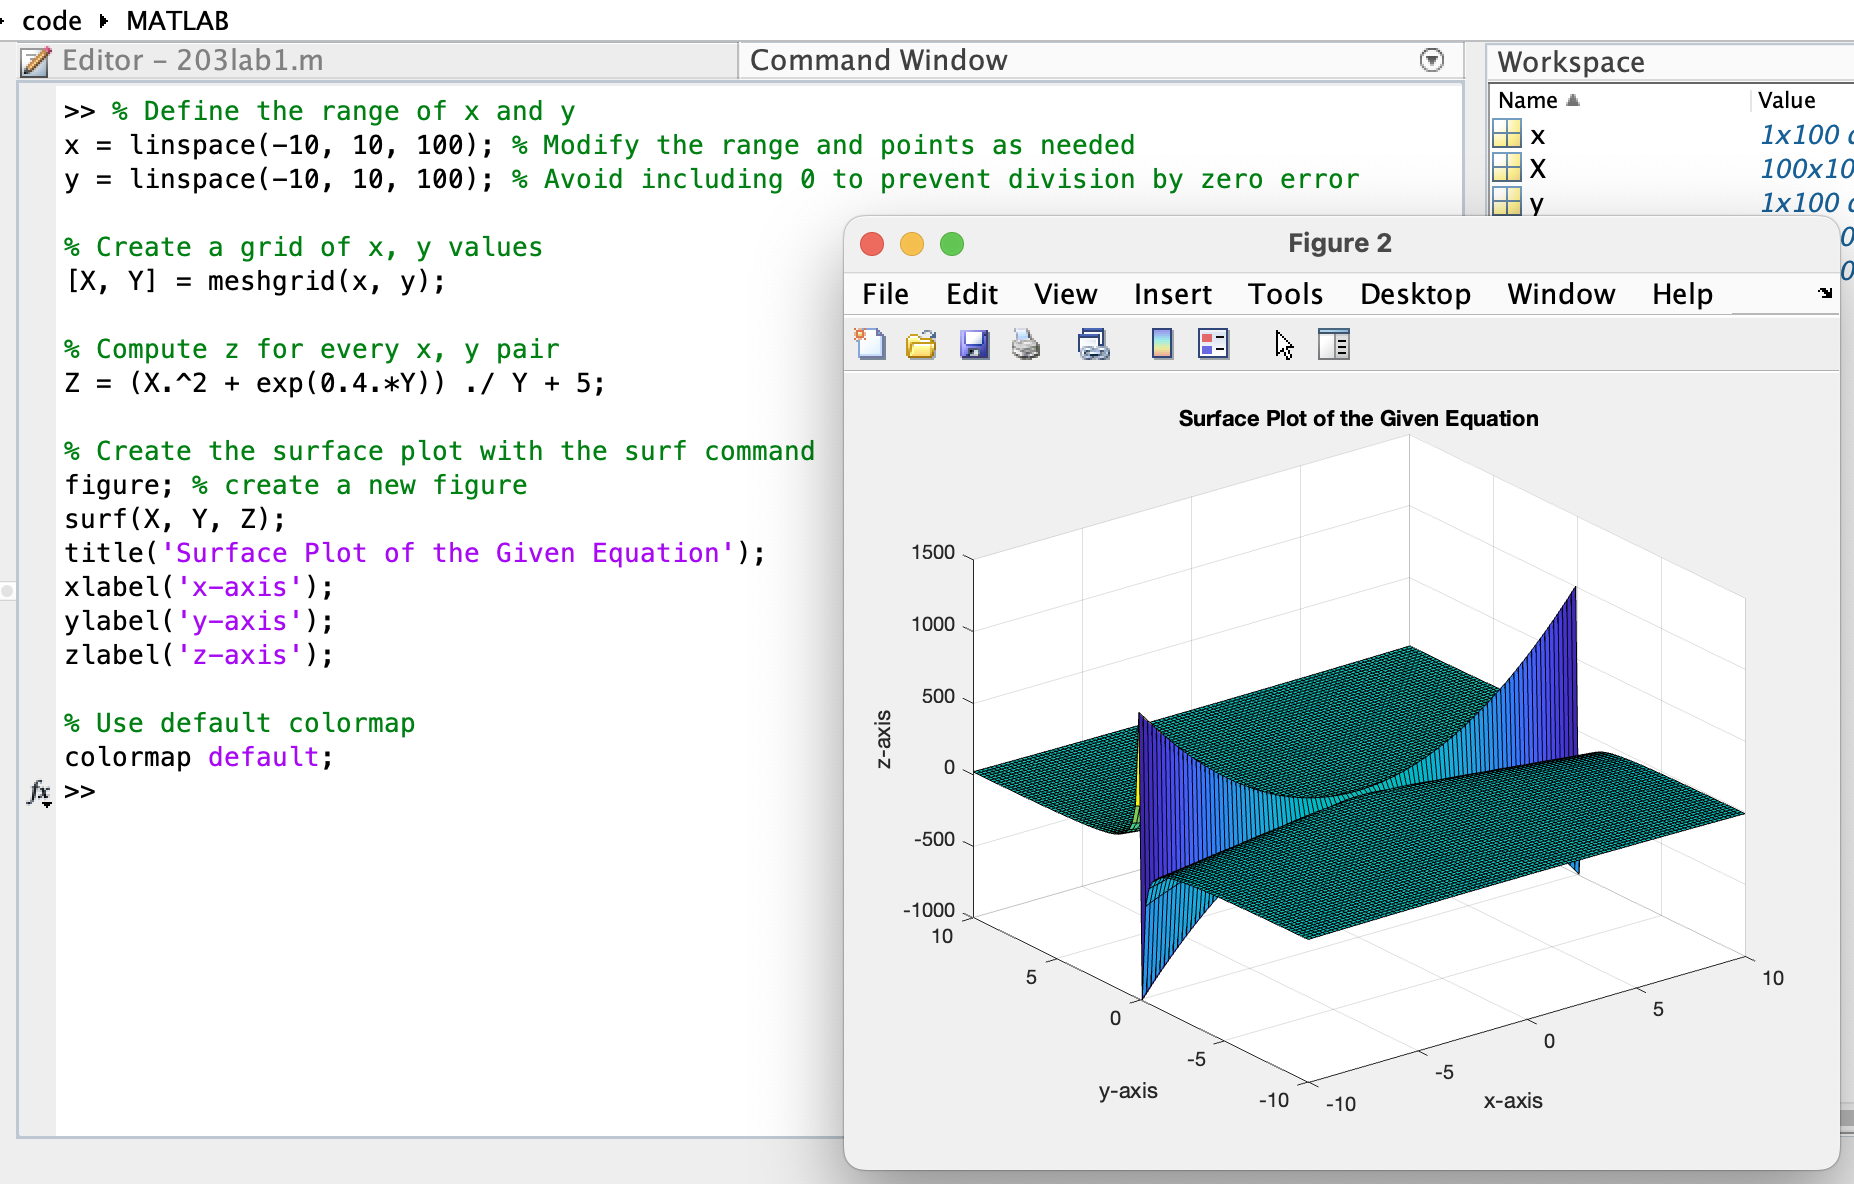 code MATLAB
Editor – 203lab1.m
Command Window
Workspace
Name Value
x 1x100
X 100x10
y 1x100
>> % Define the range of x and y
x = linspace(-10, 10, 100); % Modify the range and points as needed
y = linspace(-10, 10, 100); % Avoid including 0 to prevent division by zero error
% Create a grid of x, y values
[X, Y] = meshgrid(x, y);
% Compute z for every x, y pair
Z = (X.^2 + exp(0.4.*Y)) ./ Y + 5;
% Create the surface plot with the surf command
figure; % create a new figure
surf(X, Y, Z);
title('Surface Plot of the Given Equation');
xlabel('x-axis');
ylabel('y-axis');
zlabel('z-axis');
% Use default colormap
colormap default;
fx >>
Figure 2
File Edit View Insert Tools Desktop Window Help
Surface Plot of the Given Equation
1500
1000
500
0
-500
-1000
z-axis
10
5
0
-5
-10
y-axis
-10
-5
0
5
10
x-axis